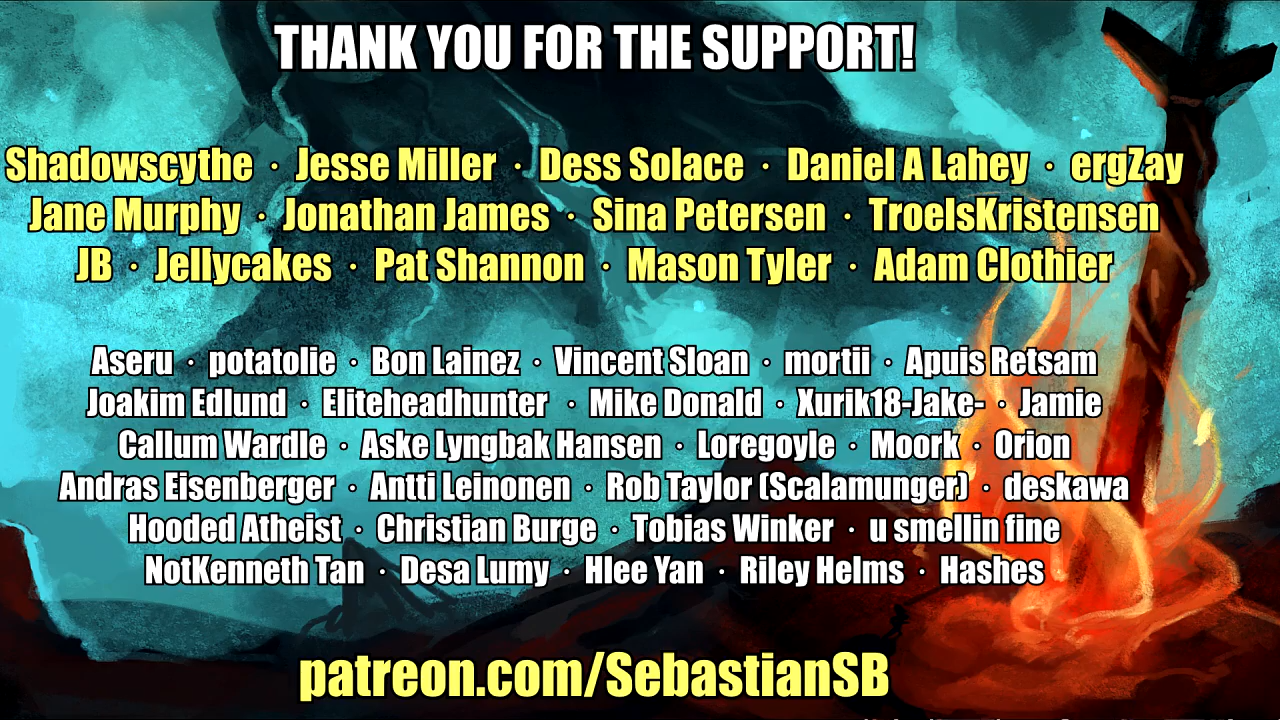 THANK YOU FOR THE SUPPORT!
Shadowscythe · Jesse Miller · Dess Solace · Daniel A Lahey · ergZay
Jane Murphy · Jonathan James · Sina Petersen · TroelsKristensen
JB · Jellycakes · Pat Shannon · Mason Tyler · Adam Clothier
Aseru · potatolie · Bon Lainez · Vincent Sloan · mortii · Apuis Retsam
Joakim Edlund · Eliteheadhunter · Mike Donald · Xurik18-Jake- · Jamie
Callum Wardle · Aske Lyngbak Hansen · Loregoyle · Moork · Orion
Andras Eisenberger · Antti Leinonen · Rob Taylor (Scalamunger) · deskawa
Hooded Atheist · Christian Burge · Tobias Winker · u smellin fine
NotKenneth Tan · Desa Lumy · Hlee Yan · Riley Helms · Hashes
patreon.com/SebastianSB